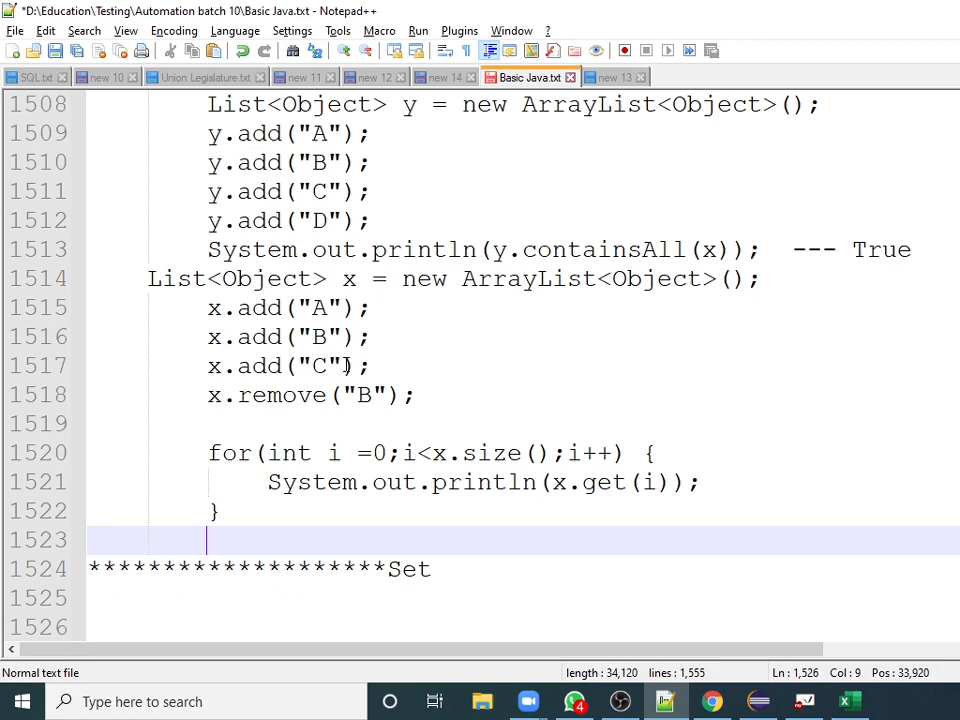 *D:\Education\Testing\Automation batch 10\Basic Java.txt - Notepad++
File Edit Search View Encoding Language Settings Tools Macro Run Plugins Window ?
SQL.txt new 10 Union Legislature.txt new 11 new 12 new 14 Basic Java.txt new 13
1508 List<Object> y = new ArrayList<Object>();
1509 y.add("A");
1510 y.add("B");
1511 y.add("C");
1512 y.add("D");
1513 System.out.println(y.containsAll(x)); --- True
1514 List<Object> x = new ArrayList<Object>();
1515 x.add("A");
1516 x.add("B");
1517 x.add("C");
1518 x.remove("B");
1519
1520 for(int i =0;i<x.size();i++) {
1521 System.out.println(x.get(i));
1522 }
1523
1524 ********************Set
1525
1526
Normal text file length : 34,120 lines : 1,555 Ln : 1,526 Col : 9 Pos : 33,920
Type here to search 4